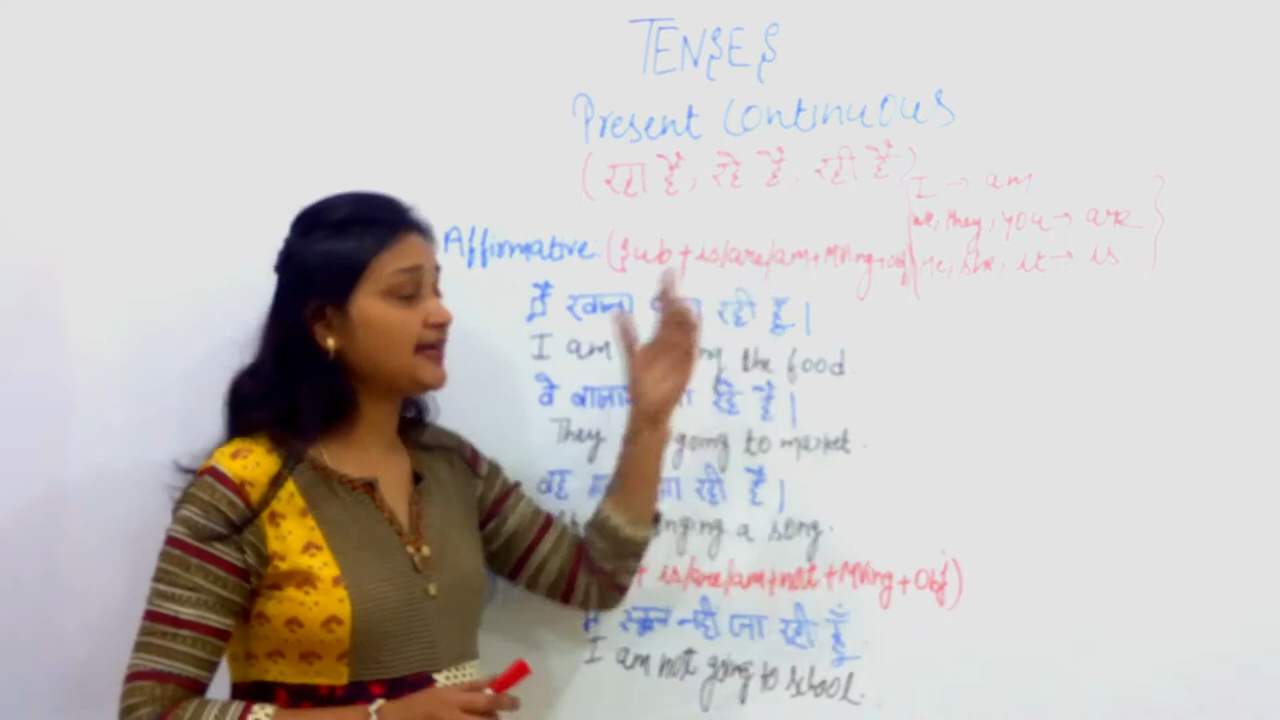 TENSES
Present Continuous
(रहा है, रहे है, रही है)
I → am
we, they, you → are
He, she, it → is
Affirmative (Sub + is/are/am + MVing + Obj)
मैं खाना रही हूँ।
I am the food.
वे रहे है।
They going to market.
वह रही है।
singing a song.
+ is/are/am + not + MVing + Obj)
मैं स्कूल नही जा रही हूँ
I am not going to school.